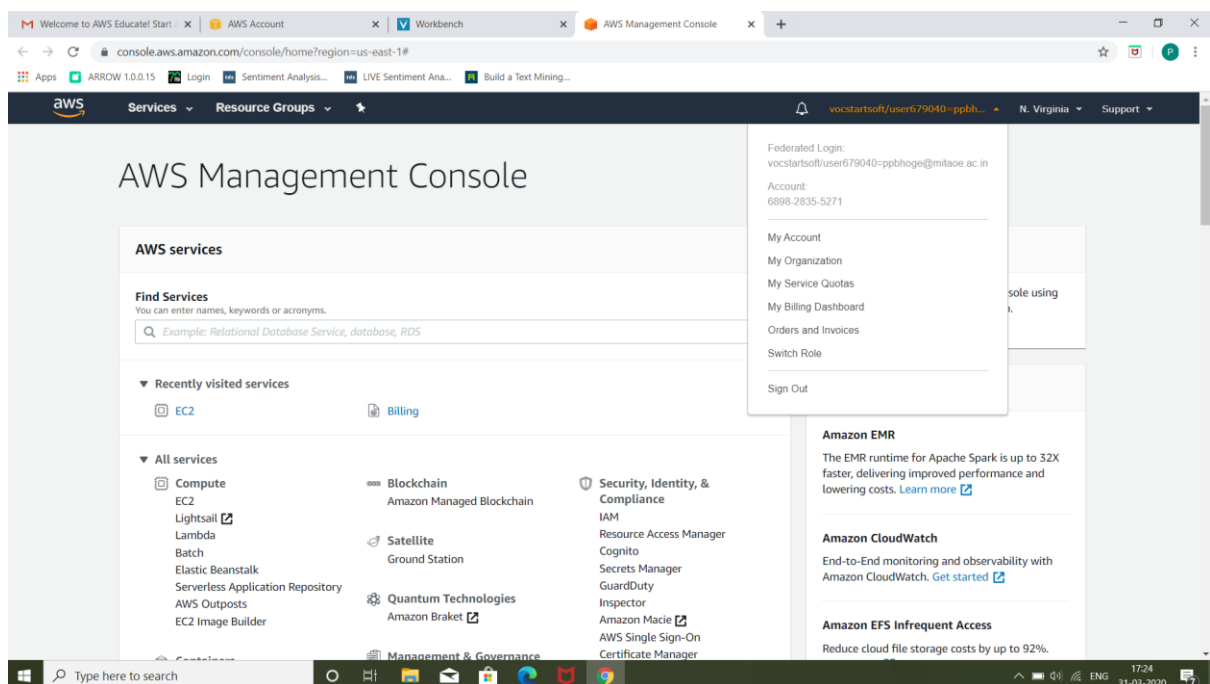 Welcome to AWS Educate! Start
AWS Account
Workbench
AWS Management Console
console.aws.amazon.com/console/home?region=us-east-1#
P
Apps
ARROW 1.0.0.15
Login
Sentiment Analysis...
LIVE Sentiment Ana...
Build a Text Mining...
aws
Services
Resource Groups
vocstartsoft/user679040=ppbh...
N. Virginia
Support
AWS Management Console
Federated Login:
vocstartsoft/user679040=ppbhoge@mitaoe.ac.in
Account:
6898-2835-5271
My Account
My Organization
My Service Quotas
My Billing Dashboard
Orders and Invoices
Switch Role
Sign Out
AWS services
Find Services
You can enter names, keywords or acronyms.
Example: Relational Database Service, database, RDS
Recently visited services
EC2
Billing
All services
Compute
EC2
Lightsail
Lambda
Batch
Elastic Beanstalk
Serverless Application Repository
AWS Outposts
EC2 Image Builder
Blockchain
Amazon Managed Blockchain
Satellite
Ground Station
Quantum Technologies
Amazon Braket
Management & Governance
Security, Identity, &
Compliance
IAM
Resource Access Manager
Cognito
Secrets Manager
GuardDuty
Inspector
Amazon Macie
AWS Single Sign-On
Certificate Manager
sole using
Amazon EMR
The EMR runtime for Apache Spark is up to 32X
faster, delivering improved performance and
lowering costs. Learn more
Amazon CloudWatch
End-to-End monitoring and observability with
Amazon CloudWatch. Get started
Amazon EFS Infrequent Access
Reduce cloud file storage costs by up to 92%.
Type here to search
ENG
17:24
31-03-2020